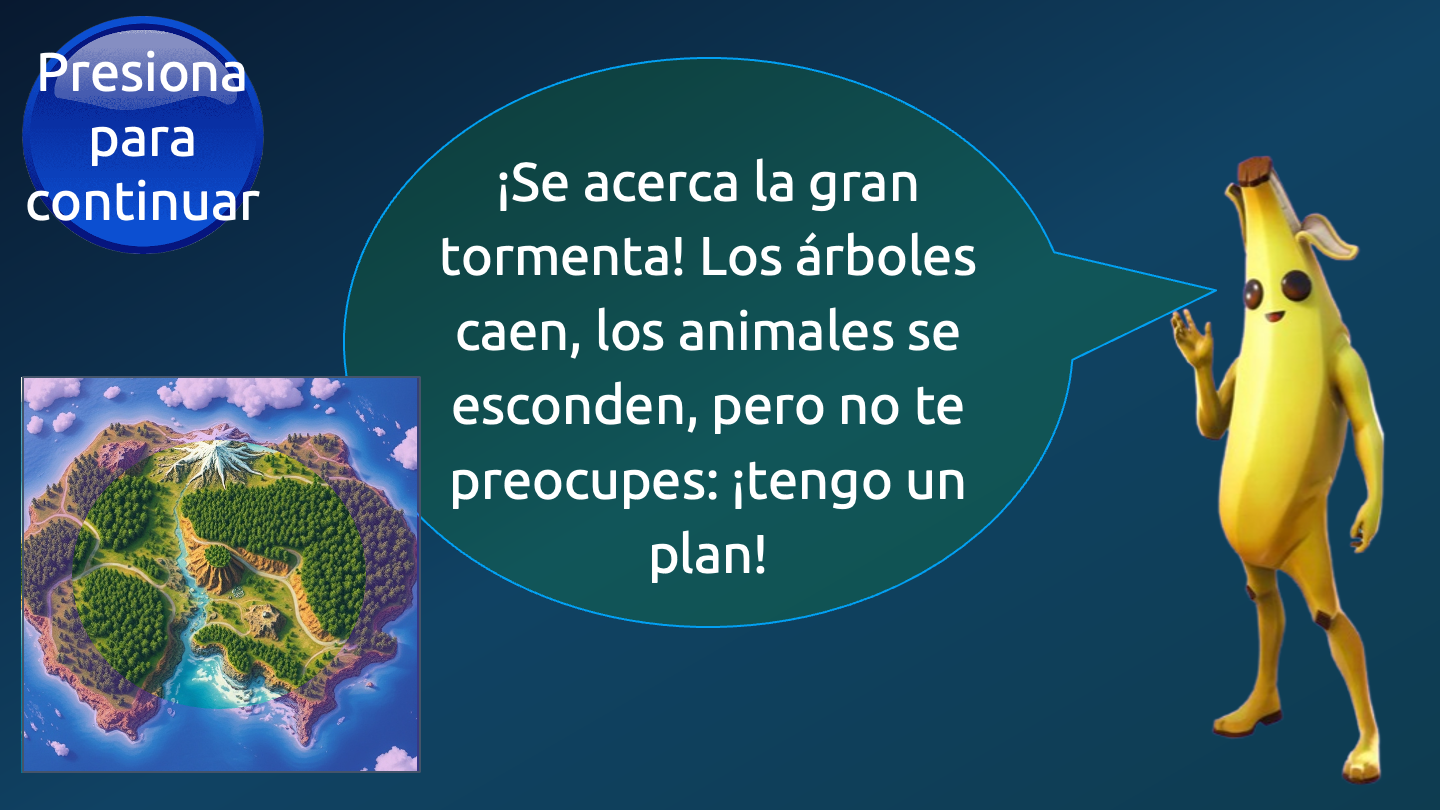 Presiona
para
continuar
¡Se acerca la gran
tormenta! Los árboles
caen, los animales se
esconden, pero no te
preocupes: ¡tengo un
plan!